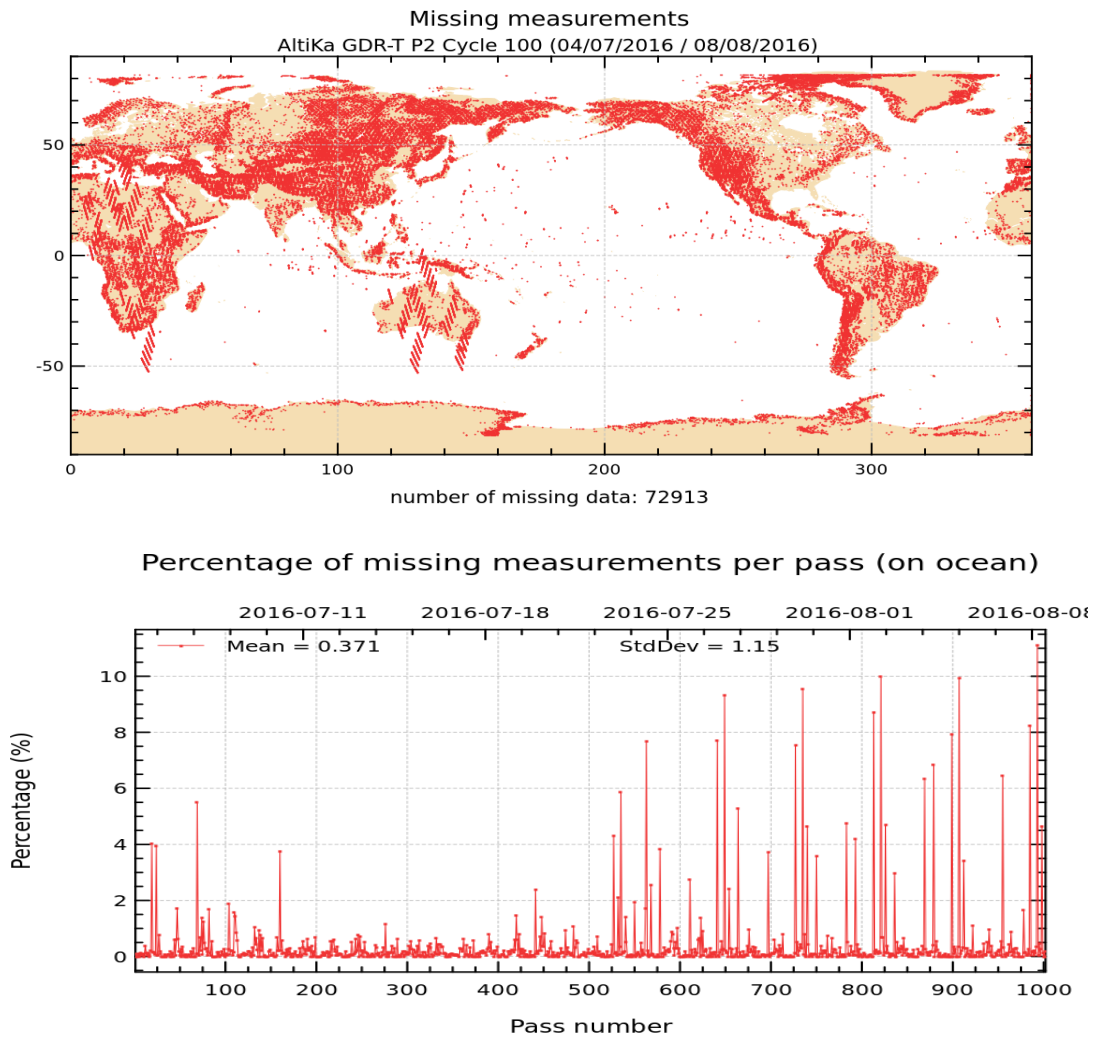 Missing measurements
AltiKa GDR-T P2 Cycle 100 (04/07/2016 / 08/08/2016)
50
0
-50
0 100 200 300
number of missing data: 72913
Percentage of missing measurements per pass (on ocean)
2016-07-11 2016-07-18 2016-07-25 2016-08-01 2016-08-08
Mean = 0.371 StdDev = 1.15
10
8
6
4
2
0
Percentage (%)
100 200 300 400 500 600 700 800 900 1000
Pass number